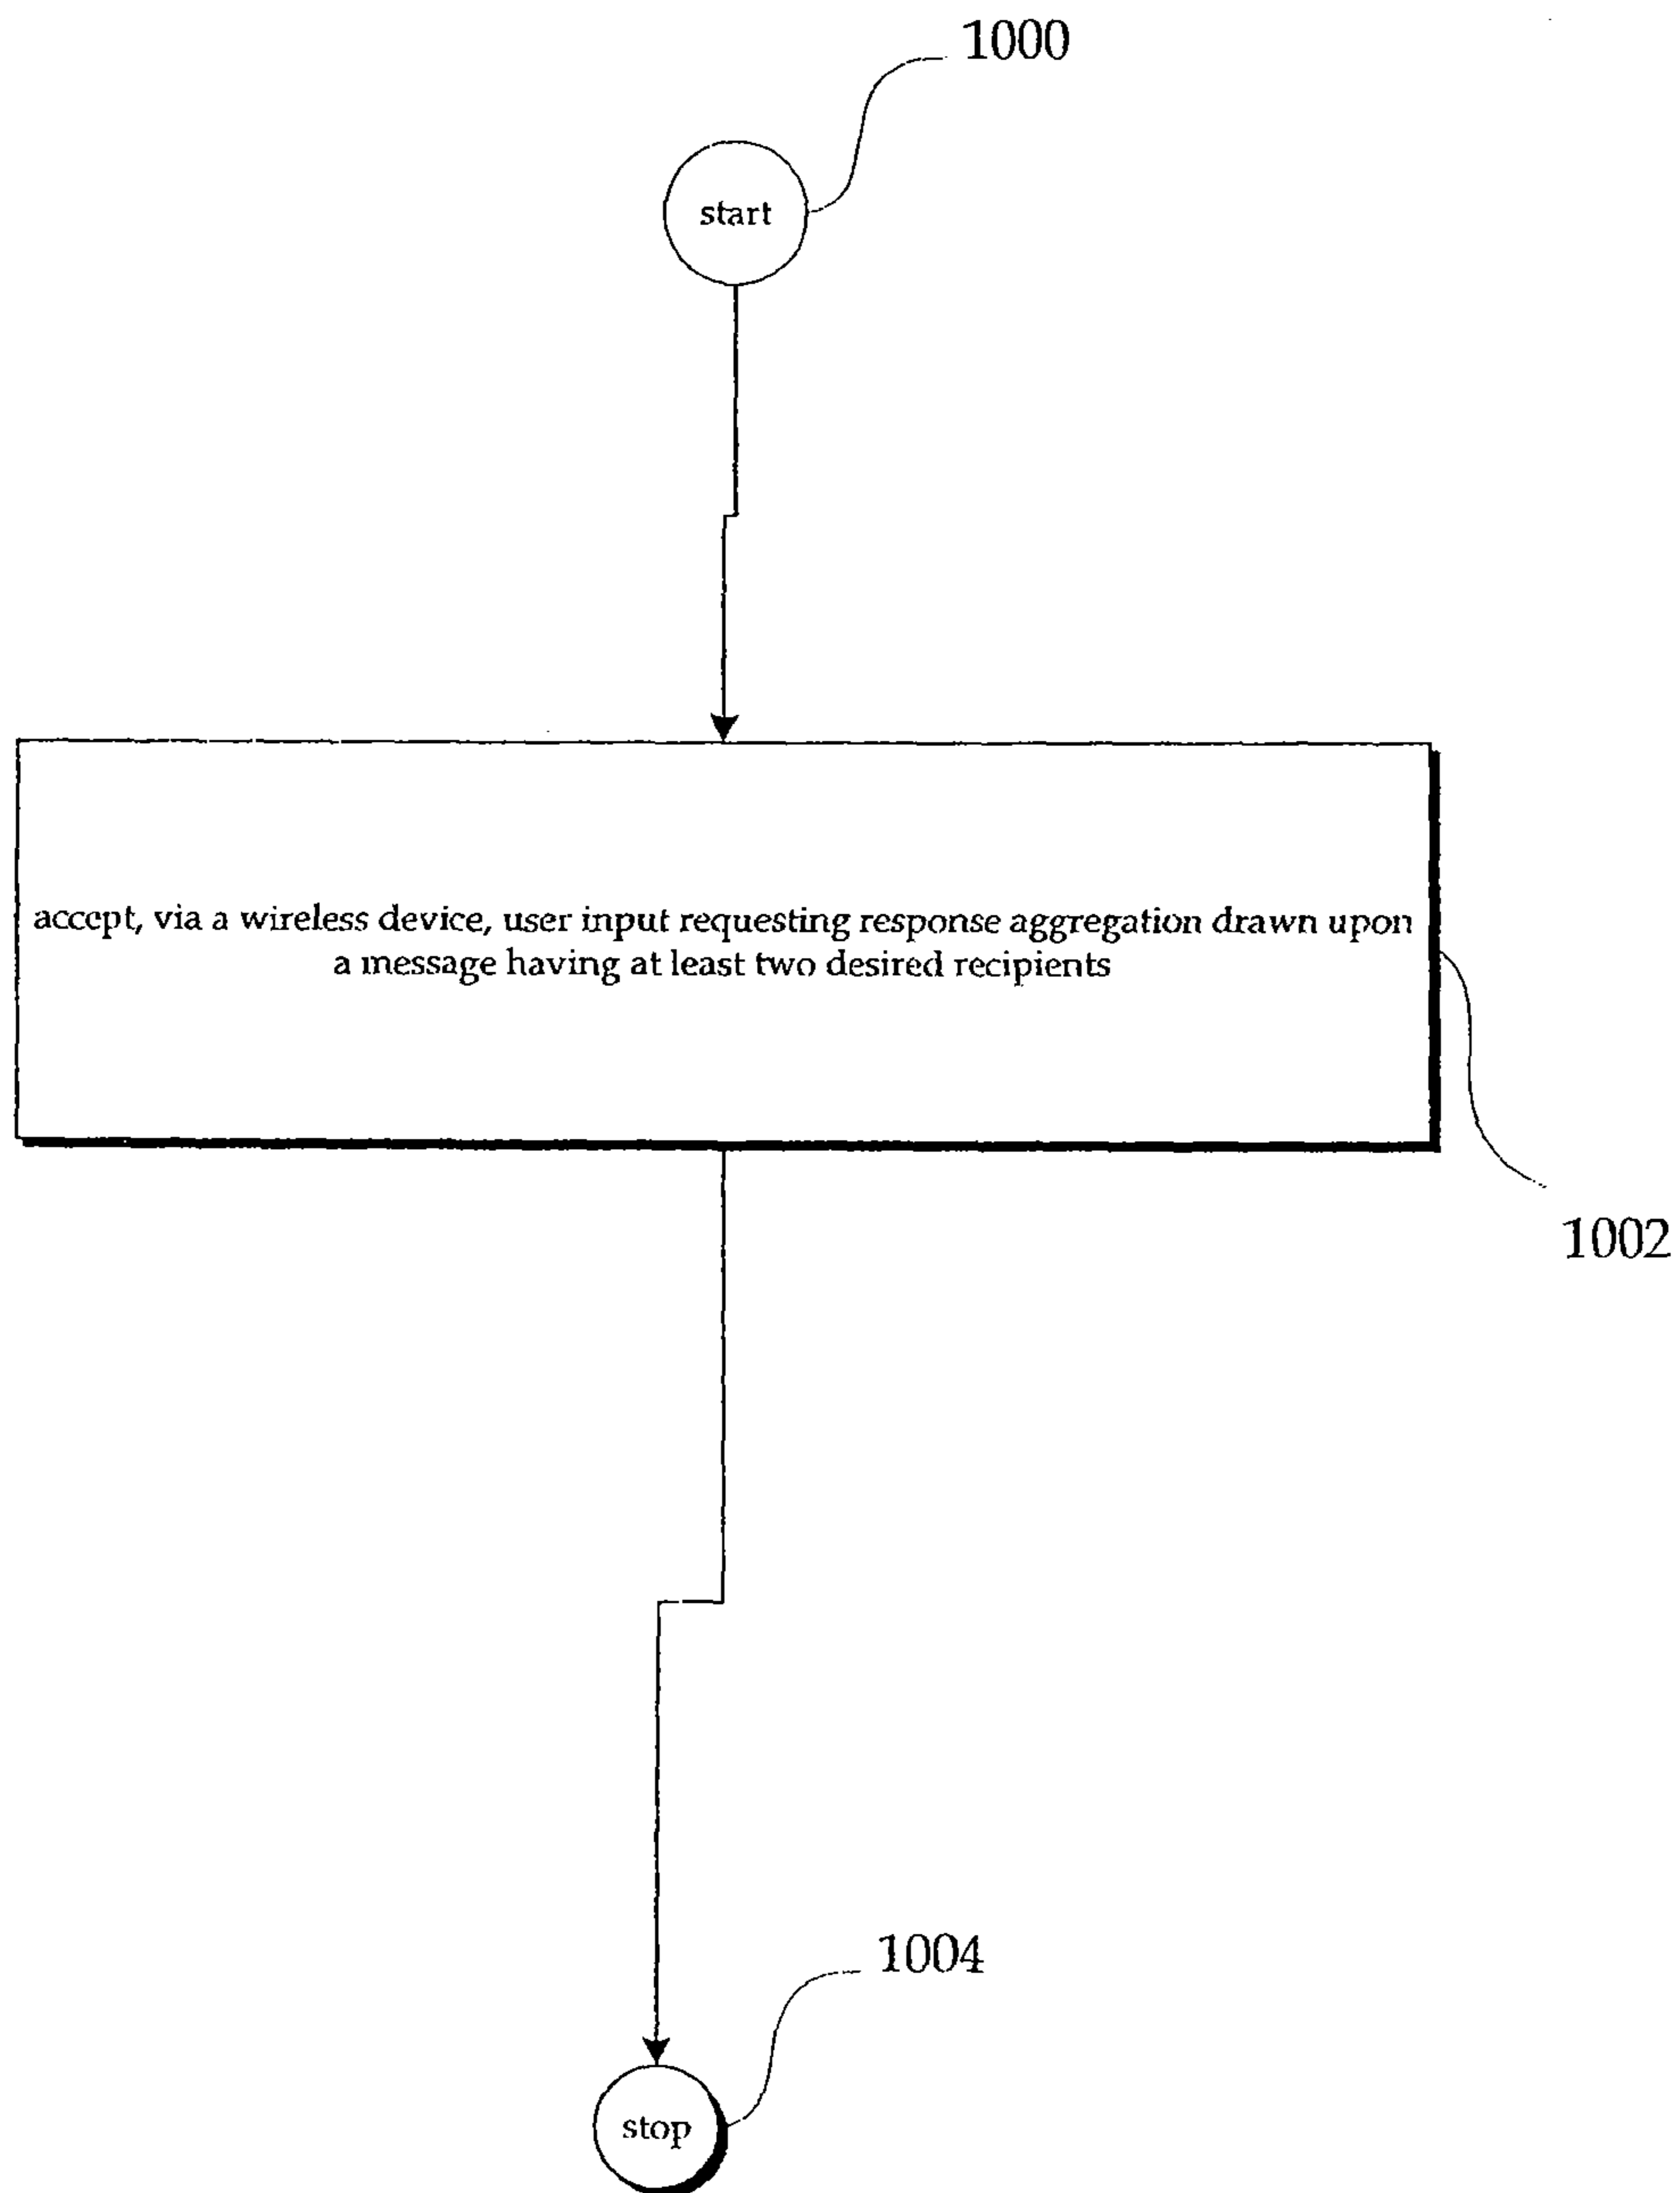 1000
start
accept, via a wireless device, user input requesting response aggregation drawn upon
a message having at least two desired recipients
1002
1004
stop